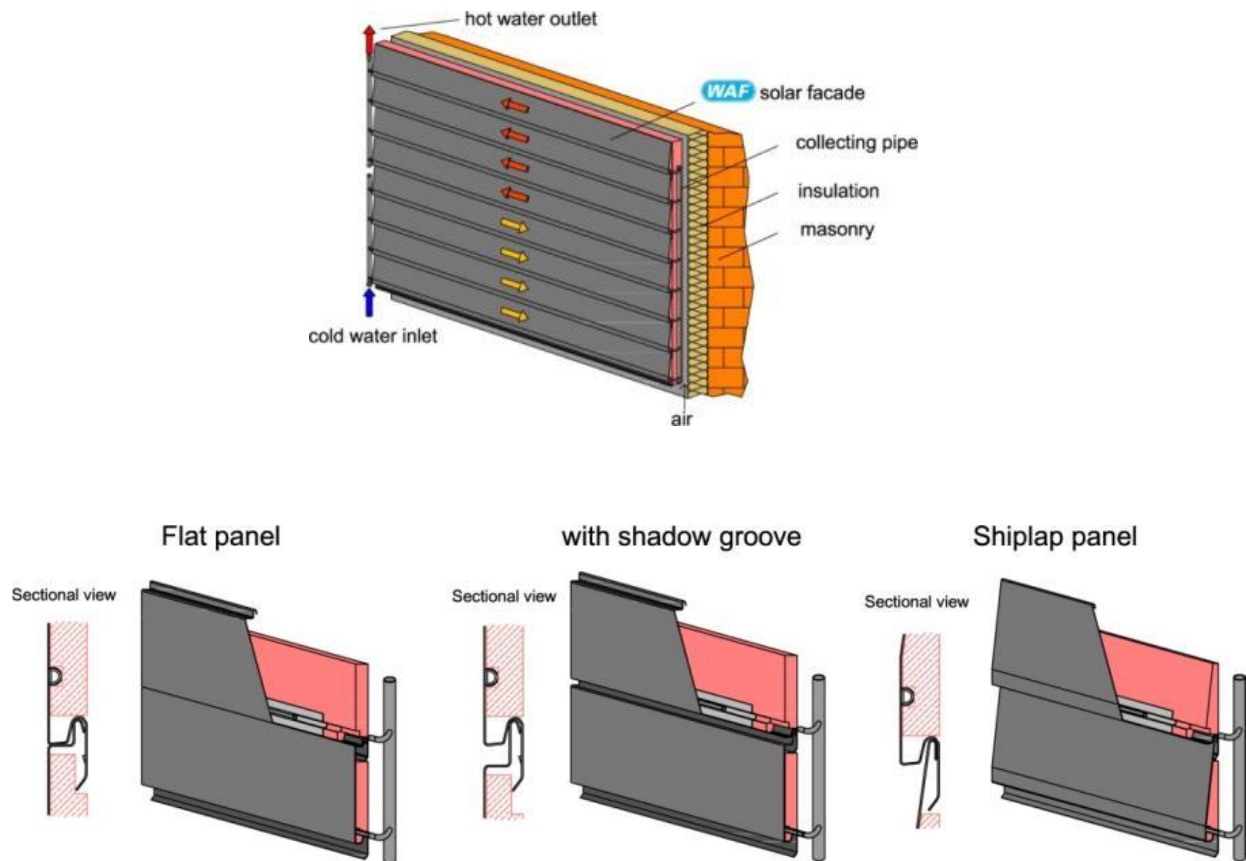 hot water outlet
WAF solar facade
collecting pipe
insulation
masonry
cold water inlet
air
Flat panel
with shadow groove
Shiplap panel
Sectional view
Sectional view
Sectional view